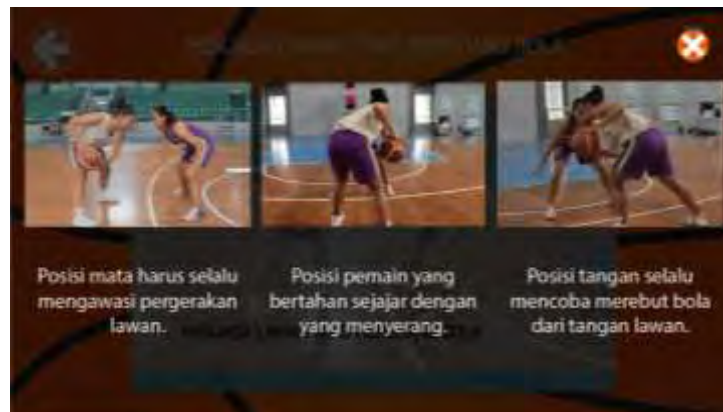 Posisi mata harus selalu
mengawasi pergerakan
lawan.
Posisi pemain yang
bertahan sejajar dengan
yang menyerang.
Posisi tangan selalu
mencoba merebut bola
dari tangan lawan.